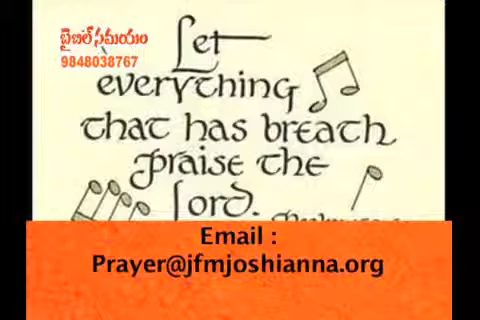 బైబిల్ సమయం
9848038767
Let
everything
that has breath
praise the
Lord.
Email :
Prayer@jfmjoshianna.org